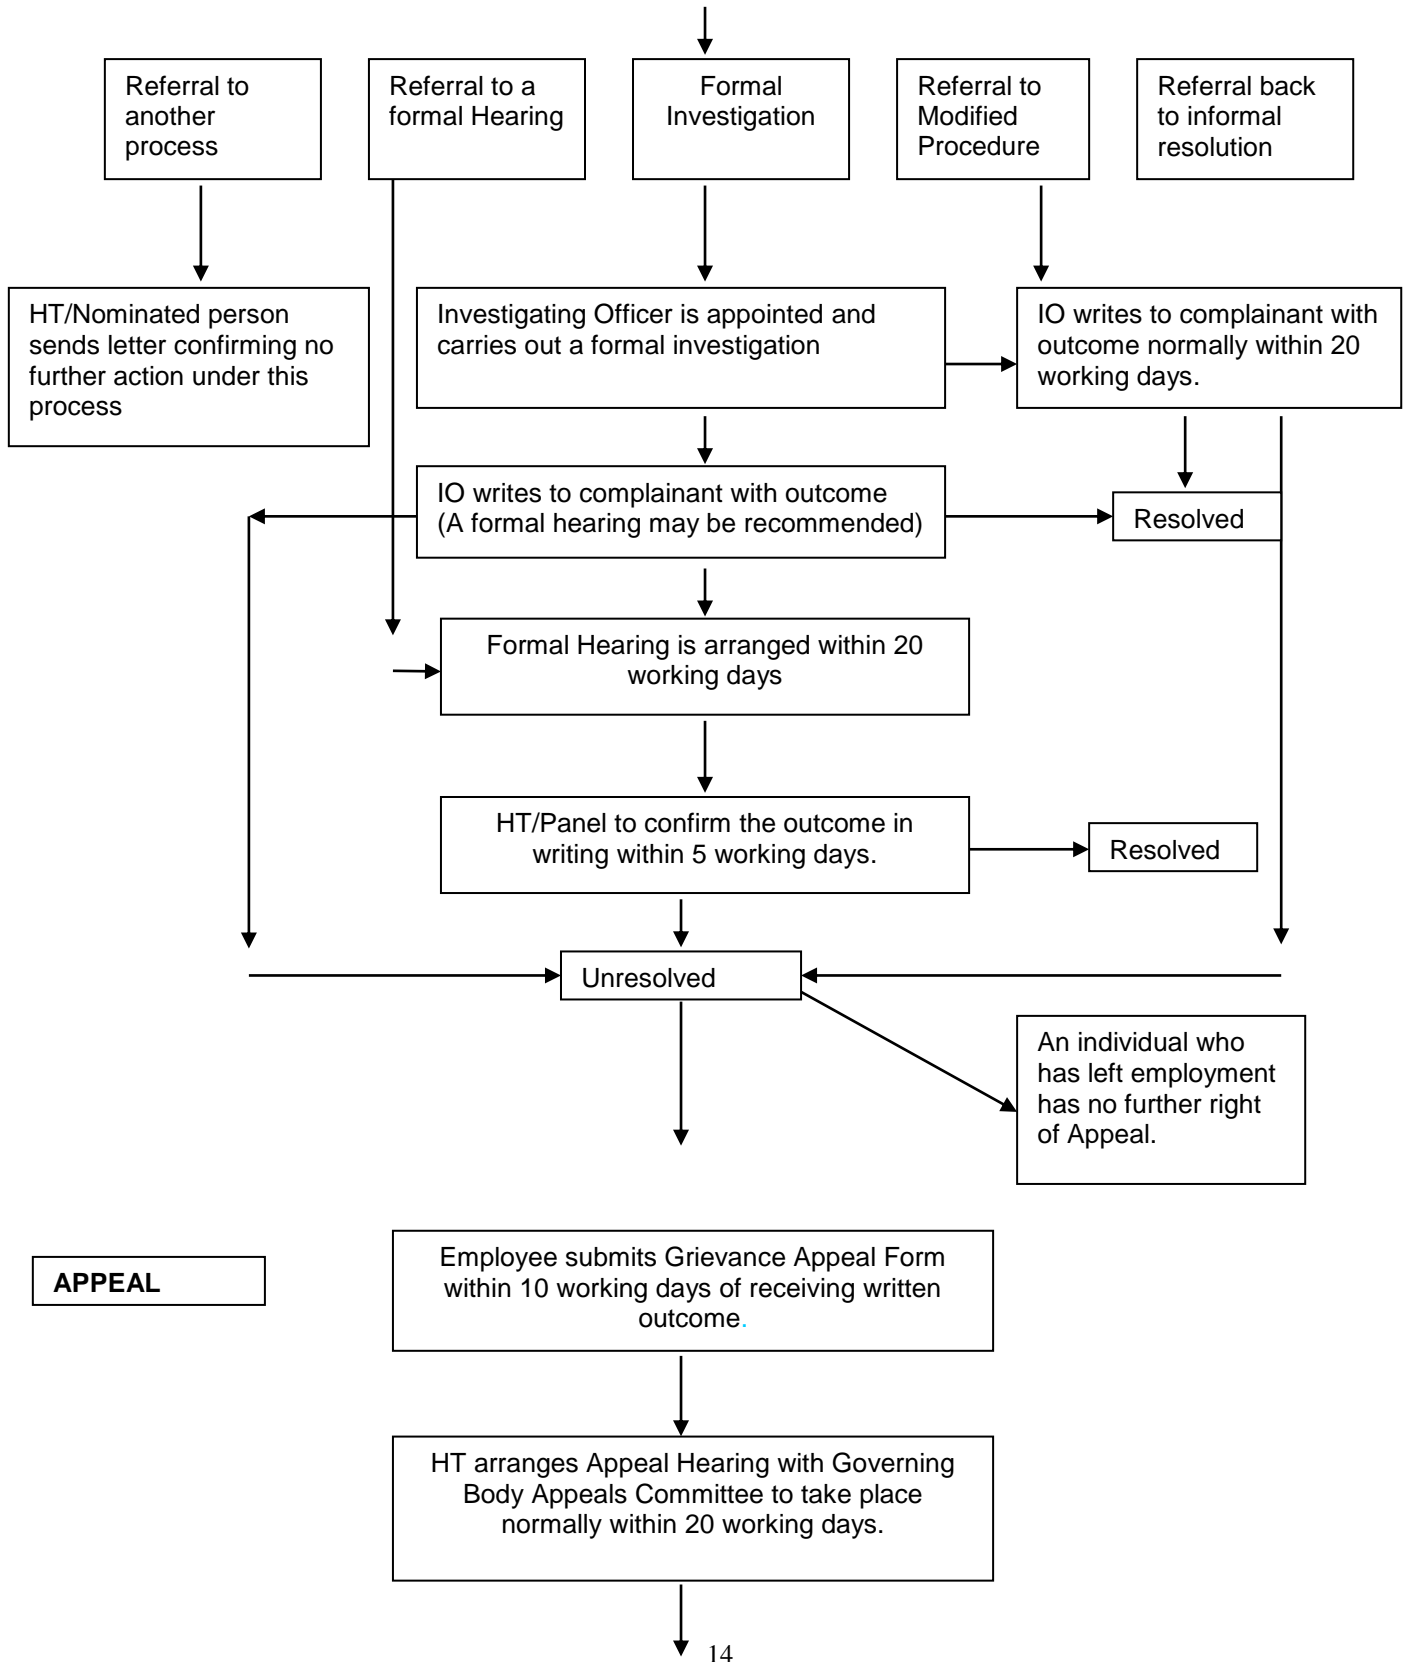 Referral to
another
process
Referral to a
formal Hearing
Formal
Investigation
Referral to
Modified
Procedure
Referral back
to informal
resolution
HT/Nominated person
sends letter confirming no
further action under this
process
Investigating Officer is appointed and
carries out a formal investigation
IO writes to complainant with
outcome normally within 20
working days.
IO writes to complainant with outcome
(A formal hearing may be recommended)
Resolved
Formal Hearing is arranged within 20
working days
HT/Panel to confirm the outcome in
writing within 5 working days.
Resolved
Unresolved
An individual who
has left employment
has no further right
of Appeal.
APPEAL
Employee submits Grievance Appeal Form
within 10 working days of receiving written
outcome.
HT arranges Appeal Hearing with Governing
Body Appeals Committee to take place
normally within 20 working days.
14